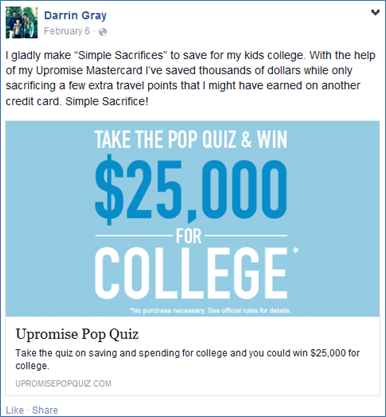 Darrin Gray
February 6 ·
I gladly make “Simple Sacrifices” to save for my kids college. With the help
of my Upromise Mastercard I’ve saved thousands of dollars while only
sacrificing a few extra travel points that I might have earned on another
credit card. Simple Sacrifice!
TAKE THE POP QUIZ & WIN
$25,000
FOR
COLLEGE*
*No purchase necessary. See official rules for details.
Upromise Pop Quiz
Take the quiz on saving and spending for college and you could win $25,000 for
college.
UPROMISEPOPQUIZ.COM
Like · Share